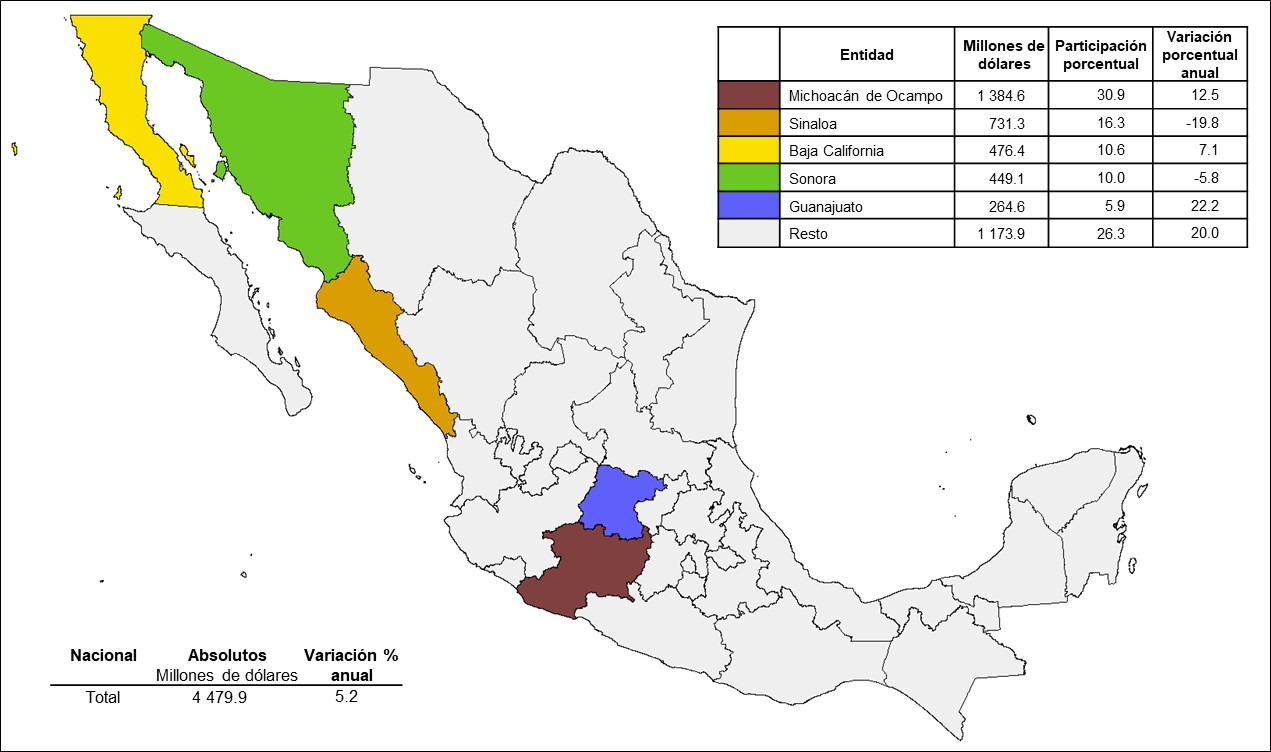 Entidad Millones de dólares Participación porcentual Variación porcentual anual
Michoacán de Ocampo 1 384.6 30.9 12.5
Sinaloa 731.3 16.3 -19.8
Baja California 476.4 10.6 7.1
Sonora 449.1 10.0 -5.8
Guanajuato 264.6 5.9 22.2
Resto 1 173.9 26.3 20.0
Nacional Absolutos Variación %
Millones de dólares anual
Total 4 479.9 5.2